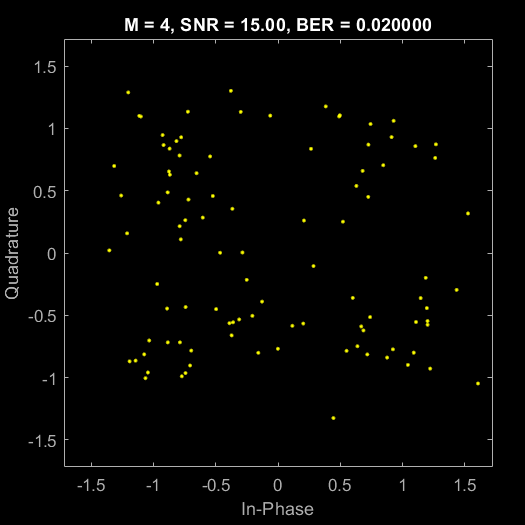 M = 4, SNR = 15.00, BER = 0.020000
1.5
1
0.5
0
-0.5
-1
-1.5
Quadrature
-1.5 -1 -0.5 0 0.5 1 1.5
In-Phase